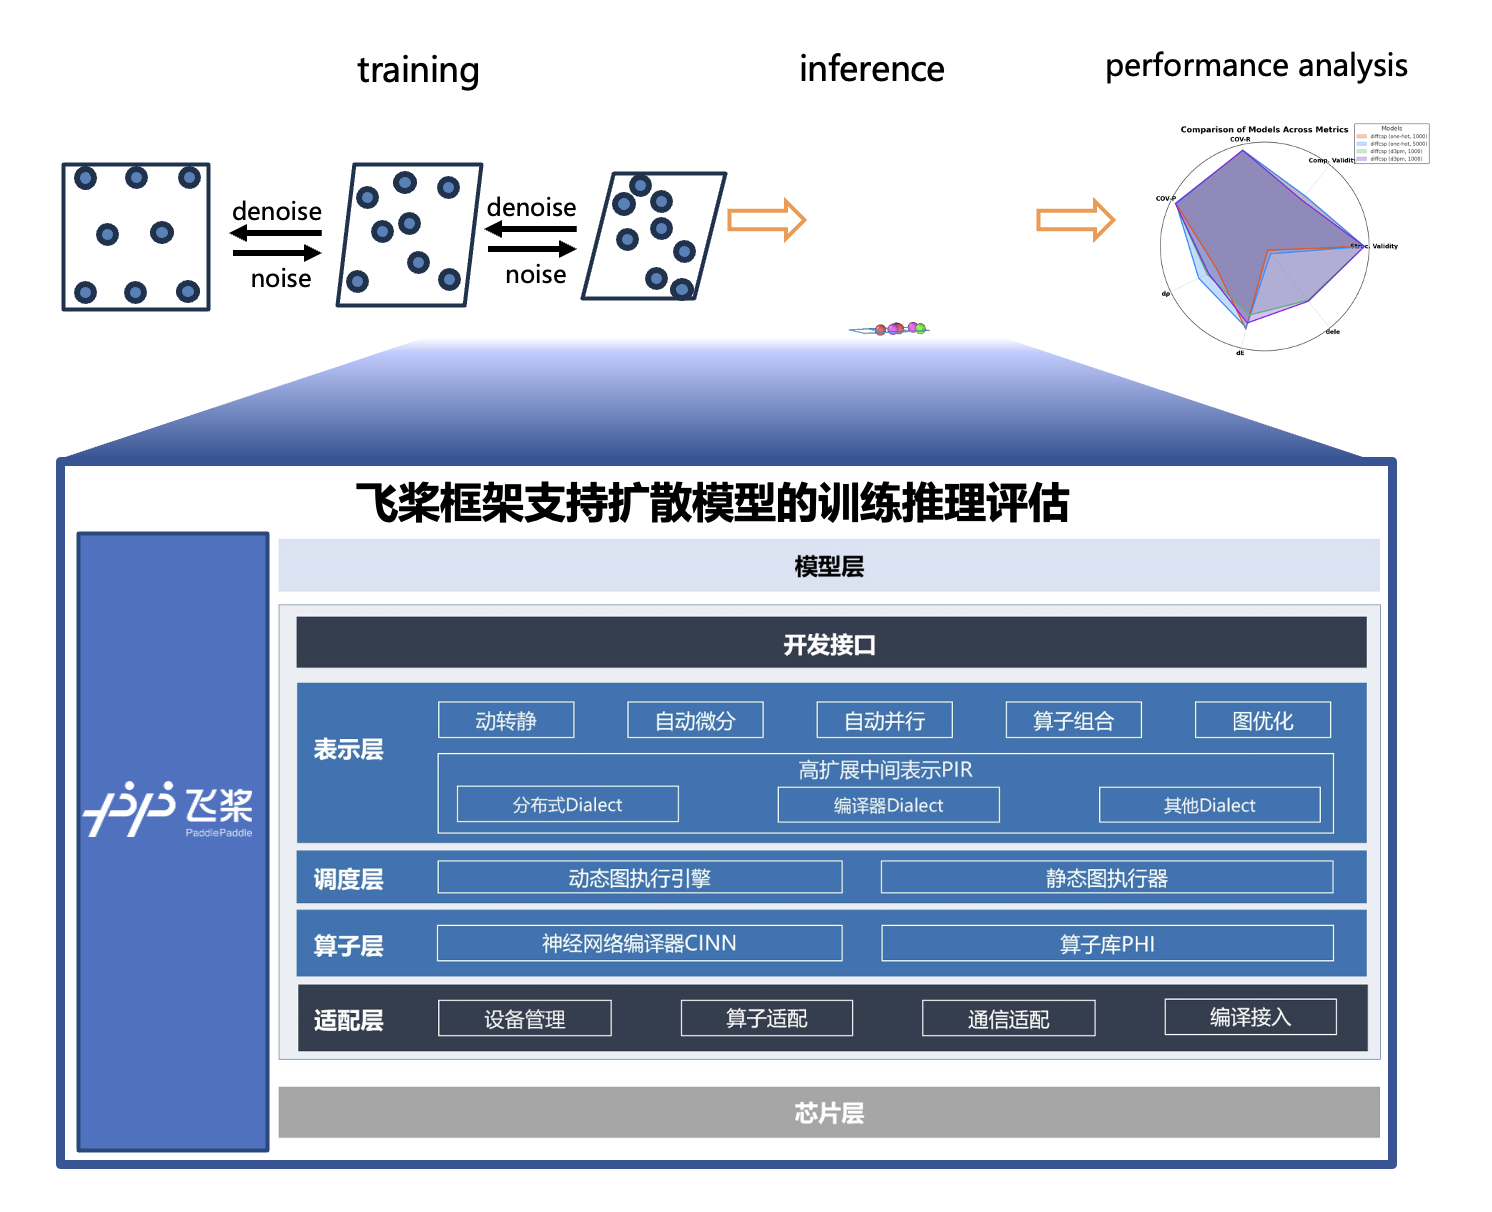 training
inference
performance analysis
denoise
noise
denoise
noise
Comparison of Models Across Metrics
Models
diffcsp (one-hot, 1000)
diffcsp (one-hot, 5000)
diffcsp (d3pm, 1000)
diffcsp (d3pm, 1000)
COV-R
Comp. Validity
COV-P
Struc. Validity
dρ
dE
dele
飞桨框架支持扩散模型的训练推理评估
模型层
开发接口
表示层
动转静
自动微分
自动并行
算子组合
图优化
高扩展中间表示PIR
分布式Dialect
编译器Dialect
其他Dialect
飞桨
PaddlePaddle
调度层
动态图执行引擎
静态图执行器
算子层
神经网络编译器CINN
算子库PHI
适配层
设备管理
算子适配
通信适配
编译接入
芯片层